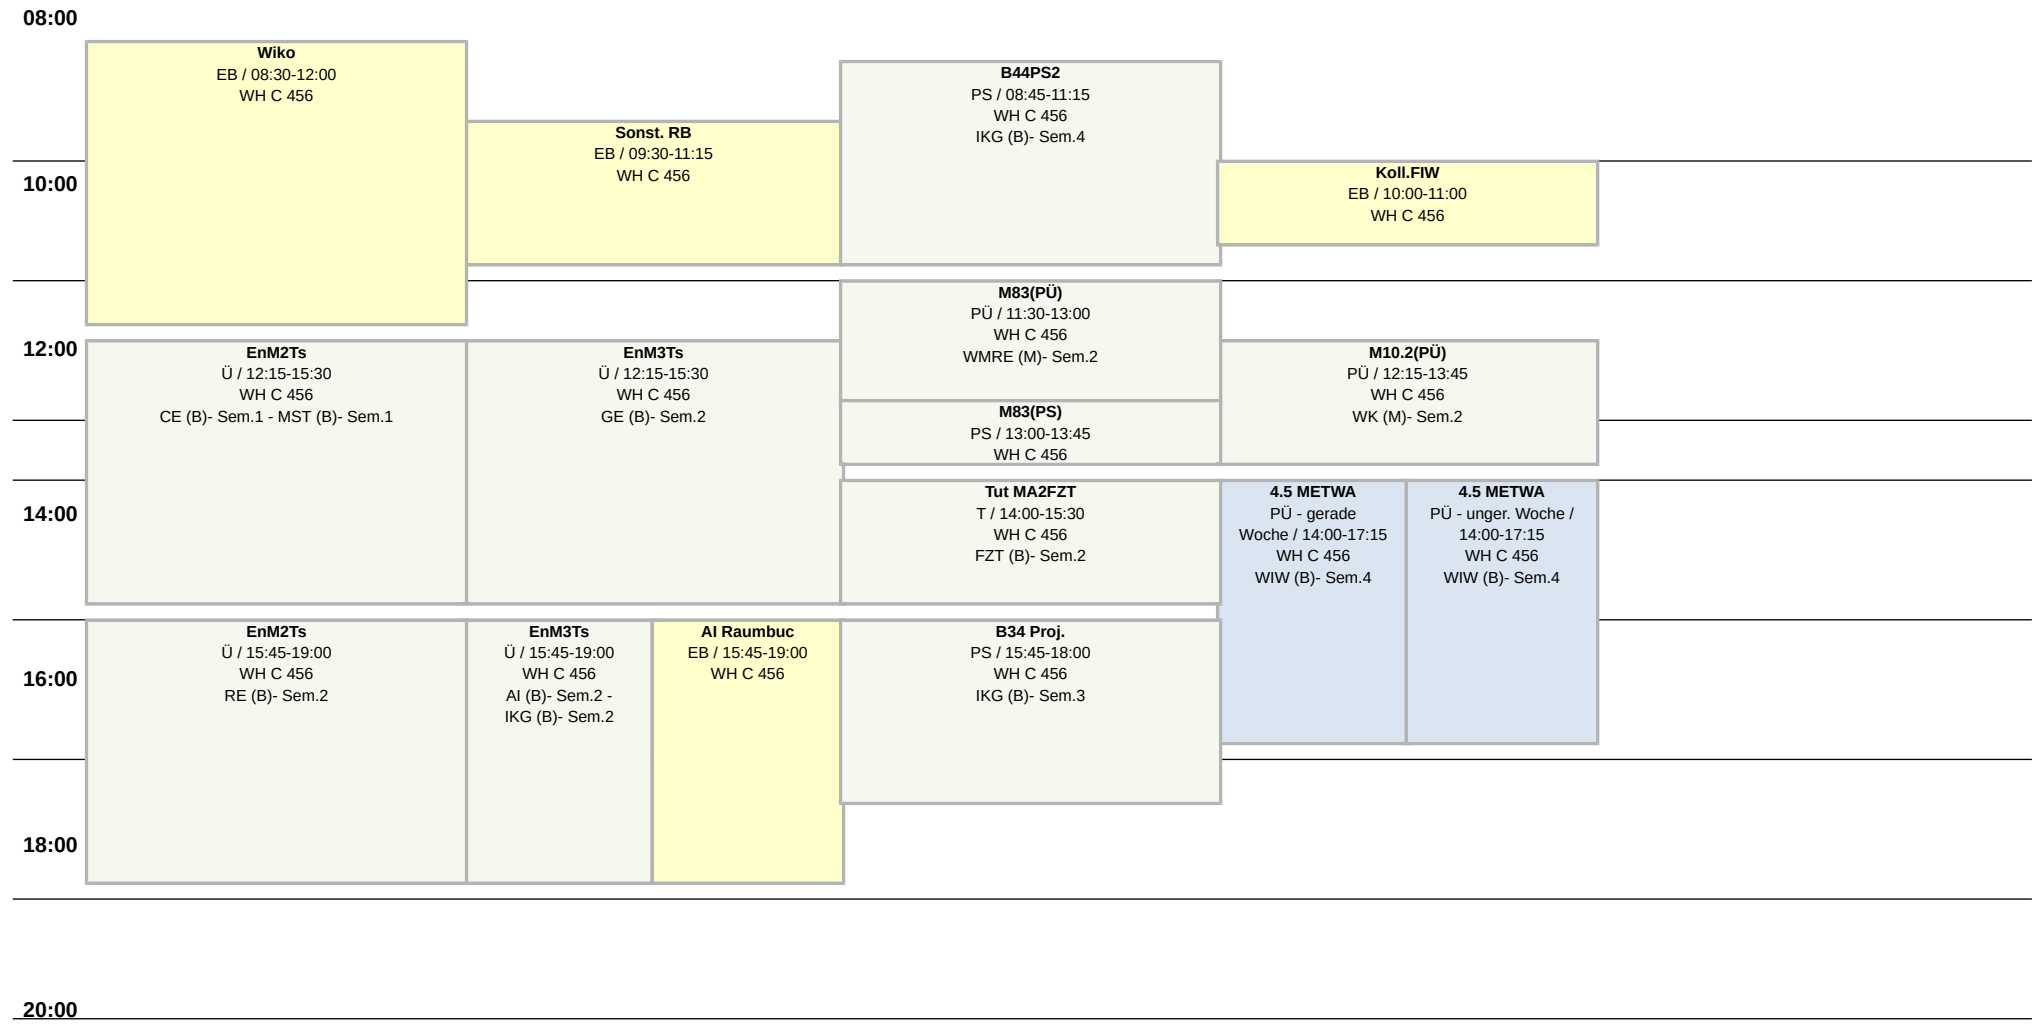 08:00
Wiko
EB / 08:30-12:00
WH C 456
B44PS2
PS / 08:45-11:15
WH C 456
IKG (B)- Sem.4
Sonst. RB
EB / 09:30-11:15
WH C 456
10:00
Koll.FIW
EB / 10:00-11:00
WH C 456
M83(PÜ)
PÜ / 11:30-13:00
WH C 456
WMRE (M)- Sem.2
12:00
EnM2Ts
Ü / 12:15-15:30
WH C 456
CE (B)- Sem.1 - MST (B)- Sem.1
EnM3Ts
Ü / 12:15-15:30
WH C 456
GE (B)- Sem.2
M10.2(PÜ)
PÜ / 12:15-13:45
WH C 456
WK (M)- Sem.2
M83(PS)
PS / 13:00-13:45
WH C 456
14:00
Tut MA2FZT
T / 14:00-15:30
WH C 456
FZT (B)- Sem.2
4.5 METWA
PÜ - gerade
Woche / 14:00-17:15
WH C 456
WIW (B)- Sem.4
4.5 METWA
PÜ - unger. Woche /
14:00-17:15
WH C 456
WIW (B)- Sem.4
EnM2Ts
Ü / 15:45-19:00
WH C 456
RE (B)- Sem.2
EnM3Ts
Ü / 15:45-19:00
WH C 456
AI (B)- Sem.2 -
IKG (B)- Sem.2
AI Raumbuc
EB / 15:45-19:00
WH C 456
B34 Proj.
PS / 15:45-18:00
WH C 456
IKG (B)- Sem.3
16:00
18:00
20:00